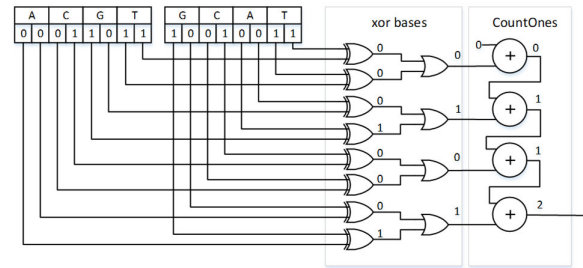 xor bases CountOnes
A C G T G C A T
0 0 0 1 1 0 1 1 1 0 0 1 0 0 1 1
0 0 0 0
0
0 1 1
1
0 0 1
0
0 1 2
1